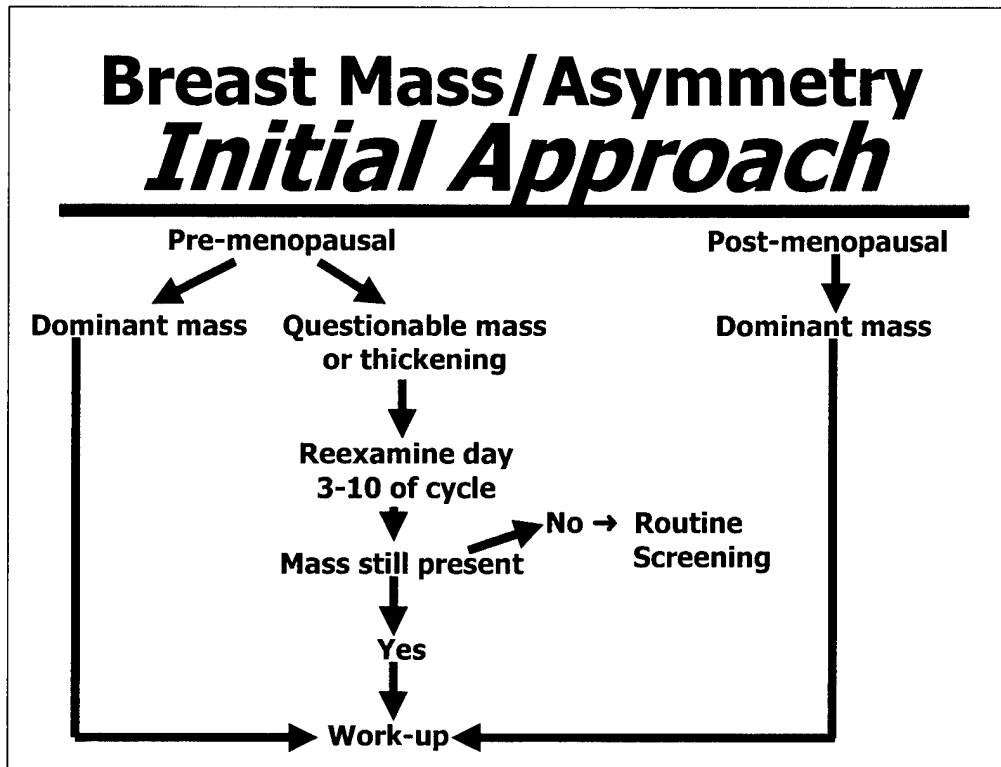 Breast Mass/Asymmetry
Initial Approach
Pre-menopausal
Post-menopausal
Dominant mass
Questionable mass
or thickening
Dominant mass
Reexamine day
3-10 of cycle
No → Routine
Screening
Mass still present
Yes
Work-up